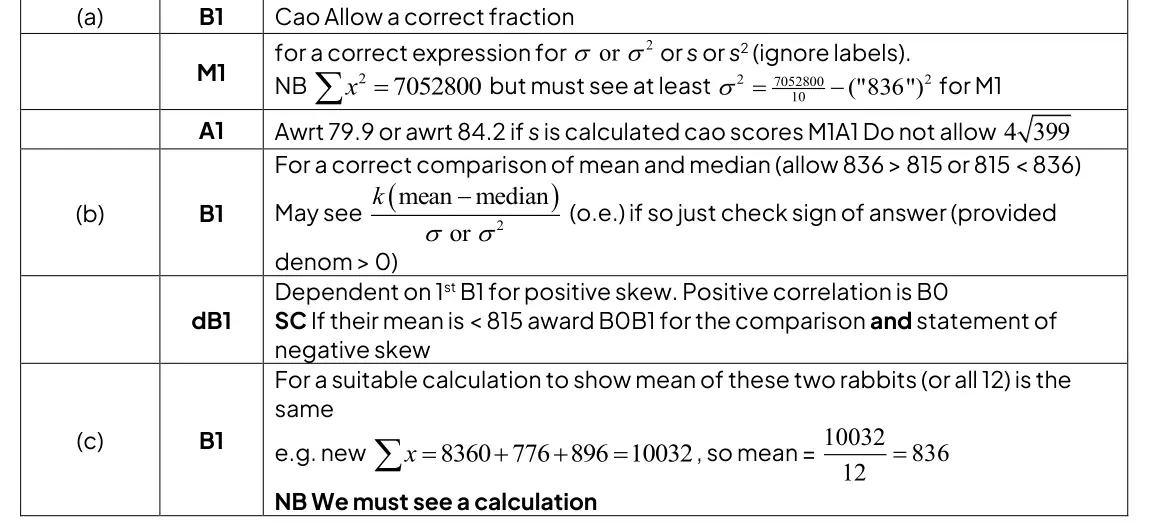 (a) B1 Cao Allow a correct fraction
for a correct expression for σ or σ² or s or s² (ignore labels).
M1
NB ∑x² = 7052800 but must see at least σ² = 7052800/10 − ("836")² for M1
A1 Awrt 79.9 or awrt 84.2 if s is calculated cao scores M1A1 Do not allow 4√399
For a correct comparison of mean and median (allow 836 > 815 or 815 < 836)
(b) B1 May see k(mean − median)/(σ or σ²) (o.e.) if so just check sign of answer (provided
denom > 0)
Dependent on 1st B1 for positive skew. Positive correlation is B0
dB1 SC If their mean is < 815 award B0B1 for the comparison and statement of
negative skew
For a suitable calculation to show mean of these two rabbits (or all 12) is the
same
(c) B1 e.g. new ∑x = 8360 + 776 + 896 = 10032, so mean = 10032/12 = 836
NB We must see a calculation